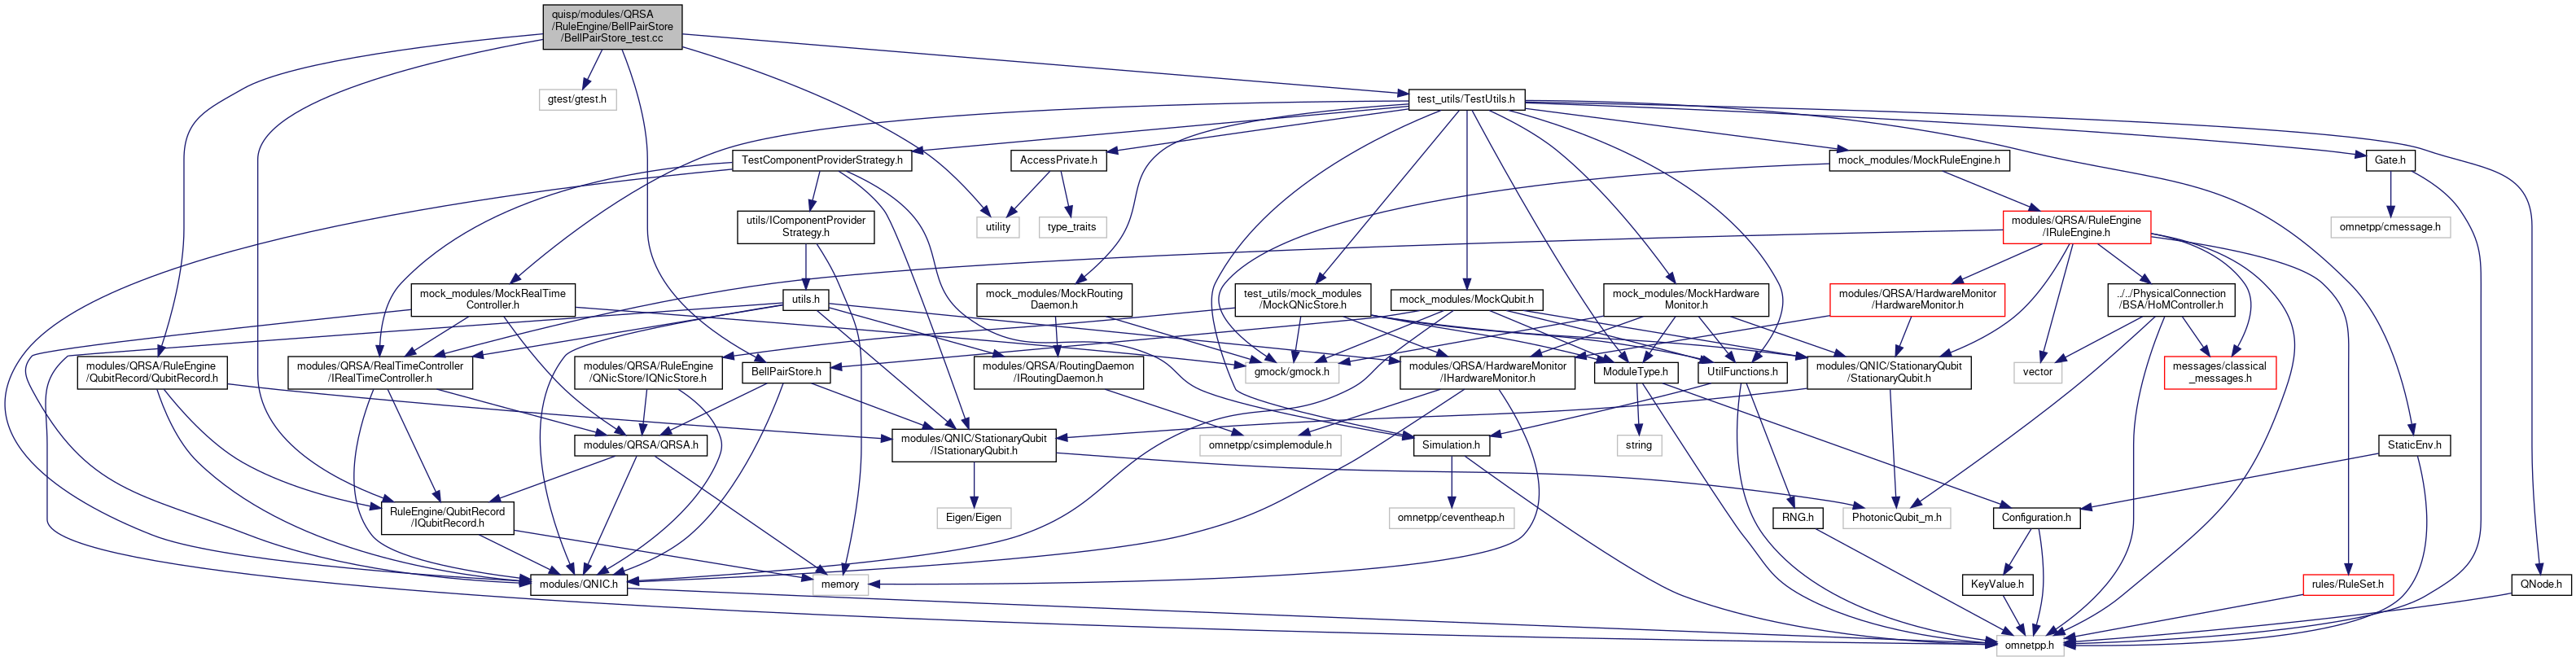 quisp/modules/QRSA
/RuleEngine/BellPairStore
/BellPairStore_test.cc
gtest/gtest.h
test_utils/TestUtils.h
TestComponentProviderStrategy.h
AccessPrivate.h
mock_modules/MockRuleEngine.h
Gate.h
utils/IComponentProvider
Strategy.h
utility
type_traits
modules/QRSA/RuleEngine
/IRuleEngine.h
omnetpp/cmessage.h
mock_modules/MockRealTime
Controller.h
utils.h
mock_modules/MockRouting
Daemon.h
test_utils/mock_modules
/MockQNicStore.h
mock_modules/MockQubit.h
mock_modules/MockHardware
Monitor.h
modules/QRSA/HardwareMonitor
/HardwareMonitor.h
../../PhysicalConnection
/BSA/HoMController.h
modules/QRSA/RuleEngine
/QubitRecord/QubitRecord.h
modules/QRSA/RealTimeController
/IRealTimeController.h
modules/QRSA/RuleEngine
/QNicStore/IQNicStore.h
BellPairStore.h
modules/QRSA/RoutingDaemon
/IRoutingDaemon.h
gmock/gmock.h
modules/QRSA/HardwareMonitor
/IHardwareMonitor.h
ModuleType.h
UtilFunctions.h
modules/QNIC/StationaryQubit
/StationaryQubit.h
vector
messages/classical
_messages.h
modules/QRSA/QRSA.h
modules/QNIC/StationaryQubit
/IStationaryQubit.h
omnetpp/csimplemodule.h
Simulation.h
string
StaticEnv.h
RuleEngine/QubitRecord
/IQubitRecord.h
Eigen/Eigen
omnetpp/ceventheap.h
RNG.h
PhotonicQubit_m.h
Configuration.h
modules/QNIC.h
memory
KeyValue.h
rules/RuleSet.h
QNode.h
omnetpp.h